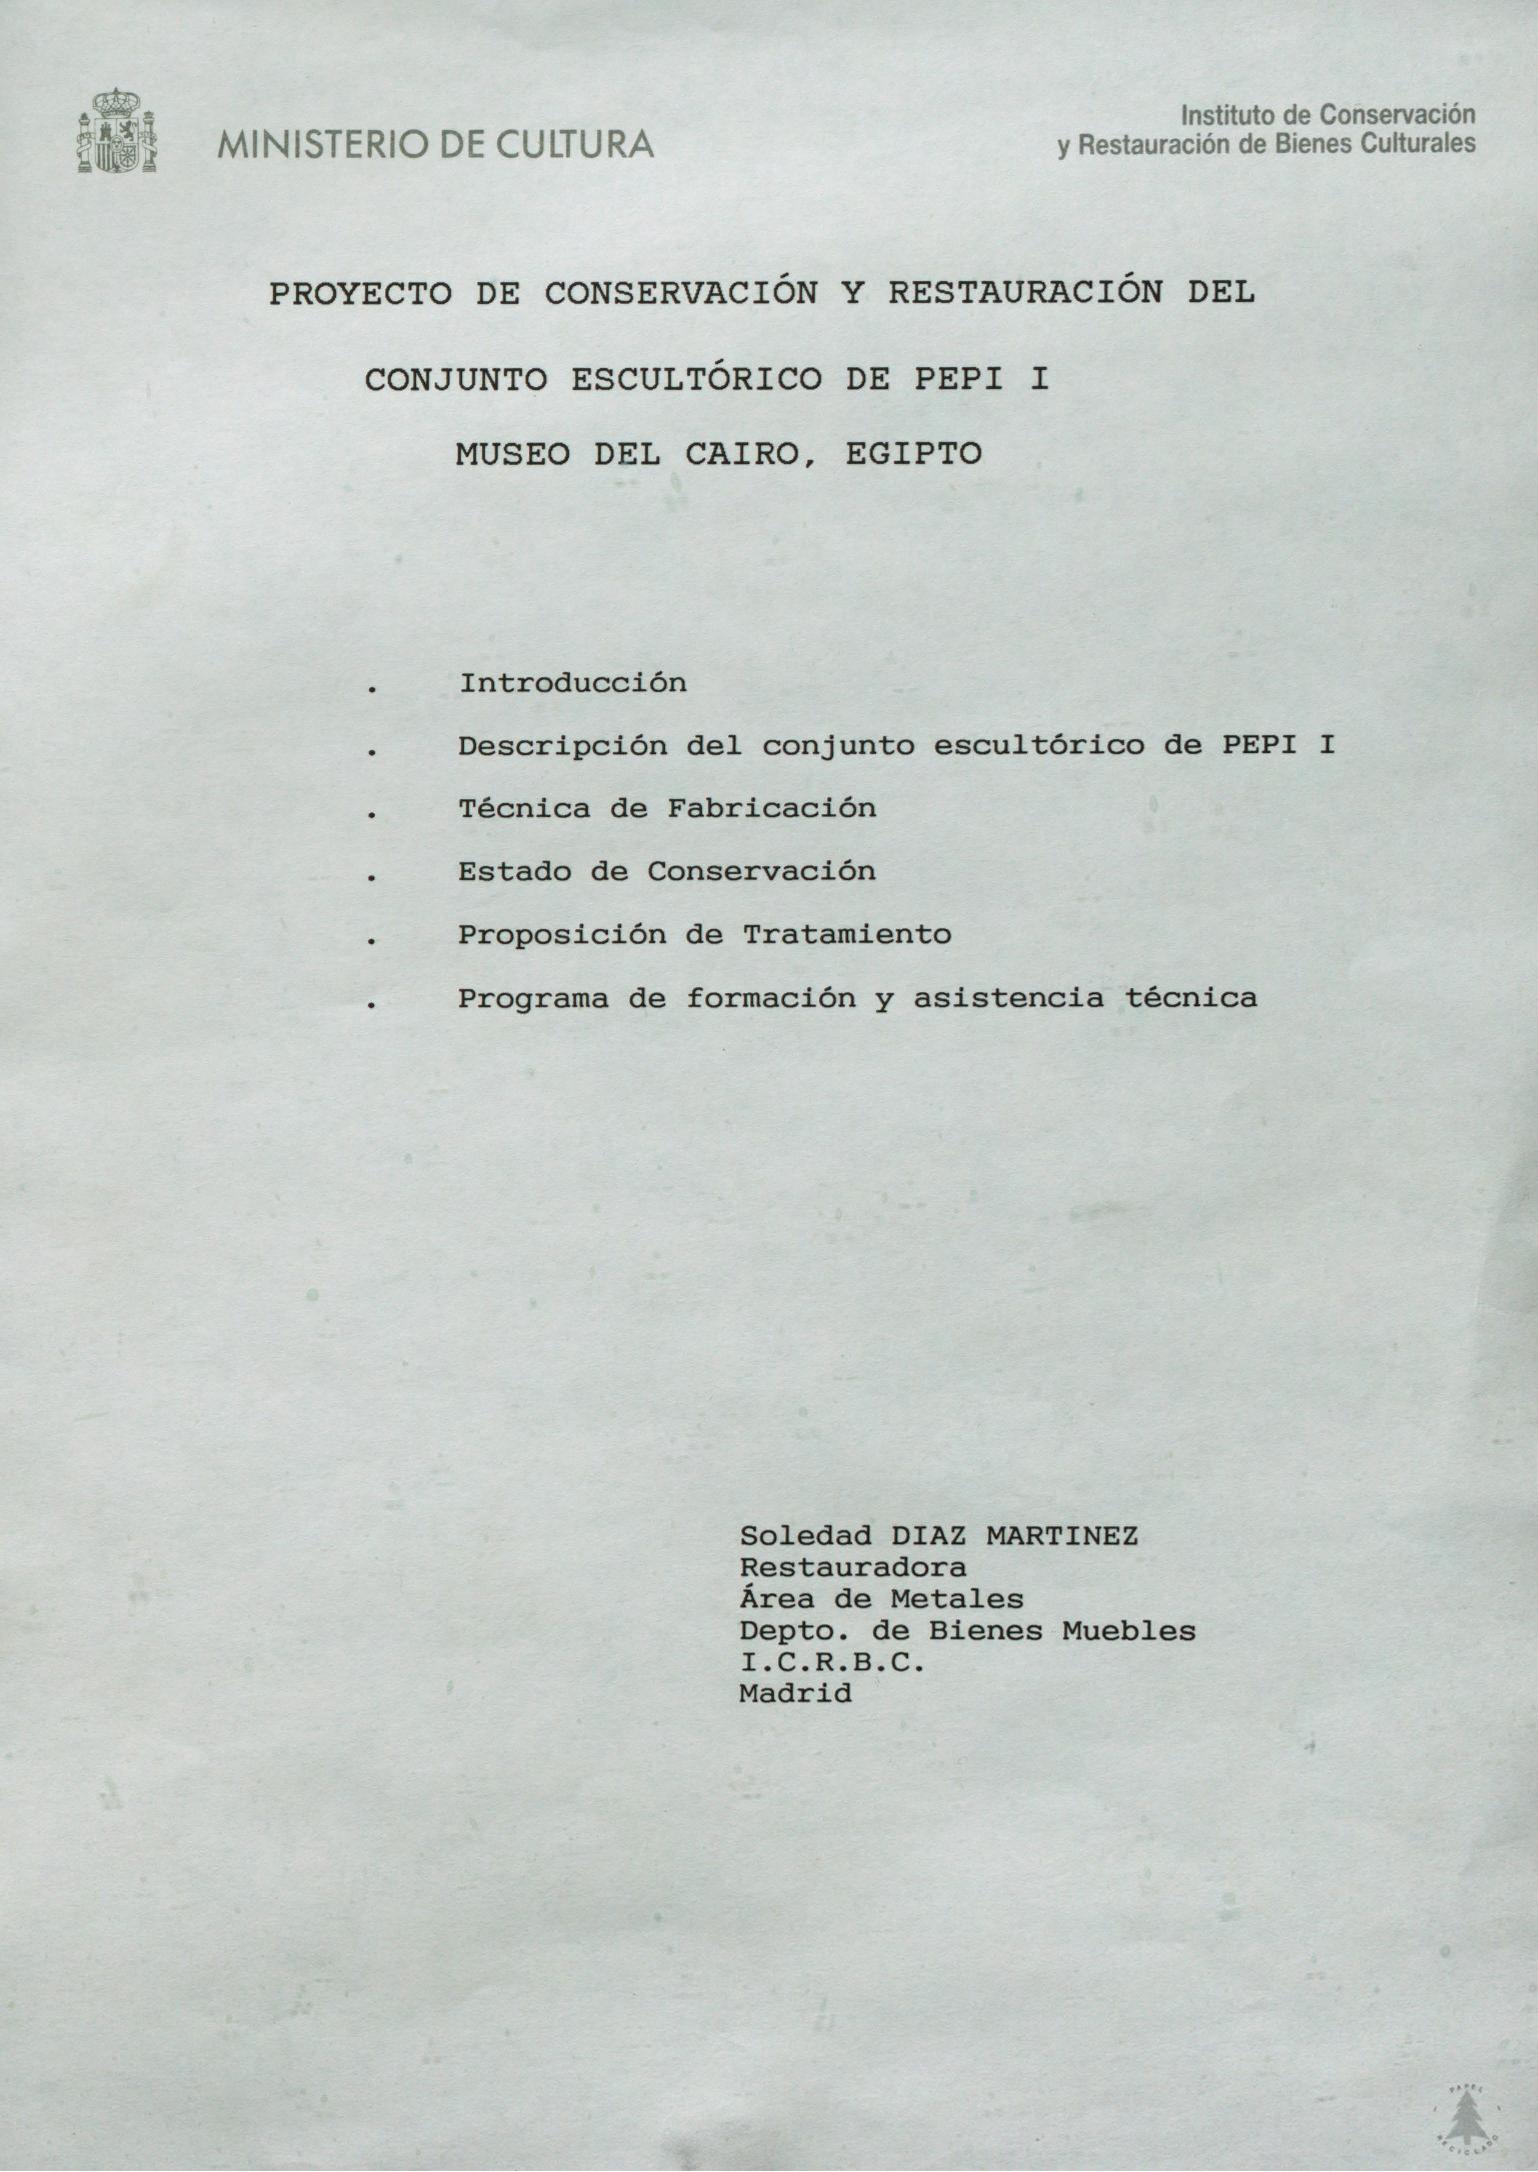 MINISTERIO DE CULTURA
Instituto de Conservación
y Restauración de Bienes Culturales
PROYECTO DE CONSERVACIÓN Y RESTAURACIÓN DEL
CONJUNTO ESCULTÓRICO DE PEPI I
MUSEO DEL CAIRO, EGIPTO
. Introducción
. Descripción del conjunto escultórico de PEPI I
. Técnica de Fabricación
. Estado de Conservación
. Proposición de Tratamiento
. Programa de formación y asistencia técnica
Soledad DIAZ MARTINEZ
Restauradora
Área de Metales
Depto. de Bienes Muebles
I.C.R.B.C.
Madrid
PAPEL
RECICLADO